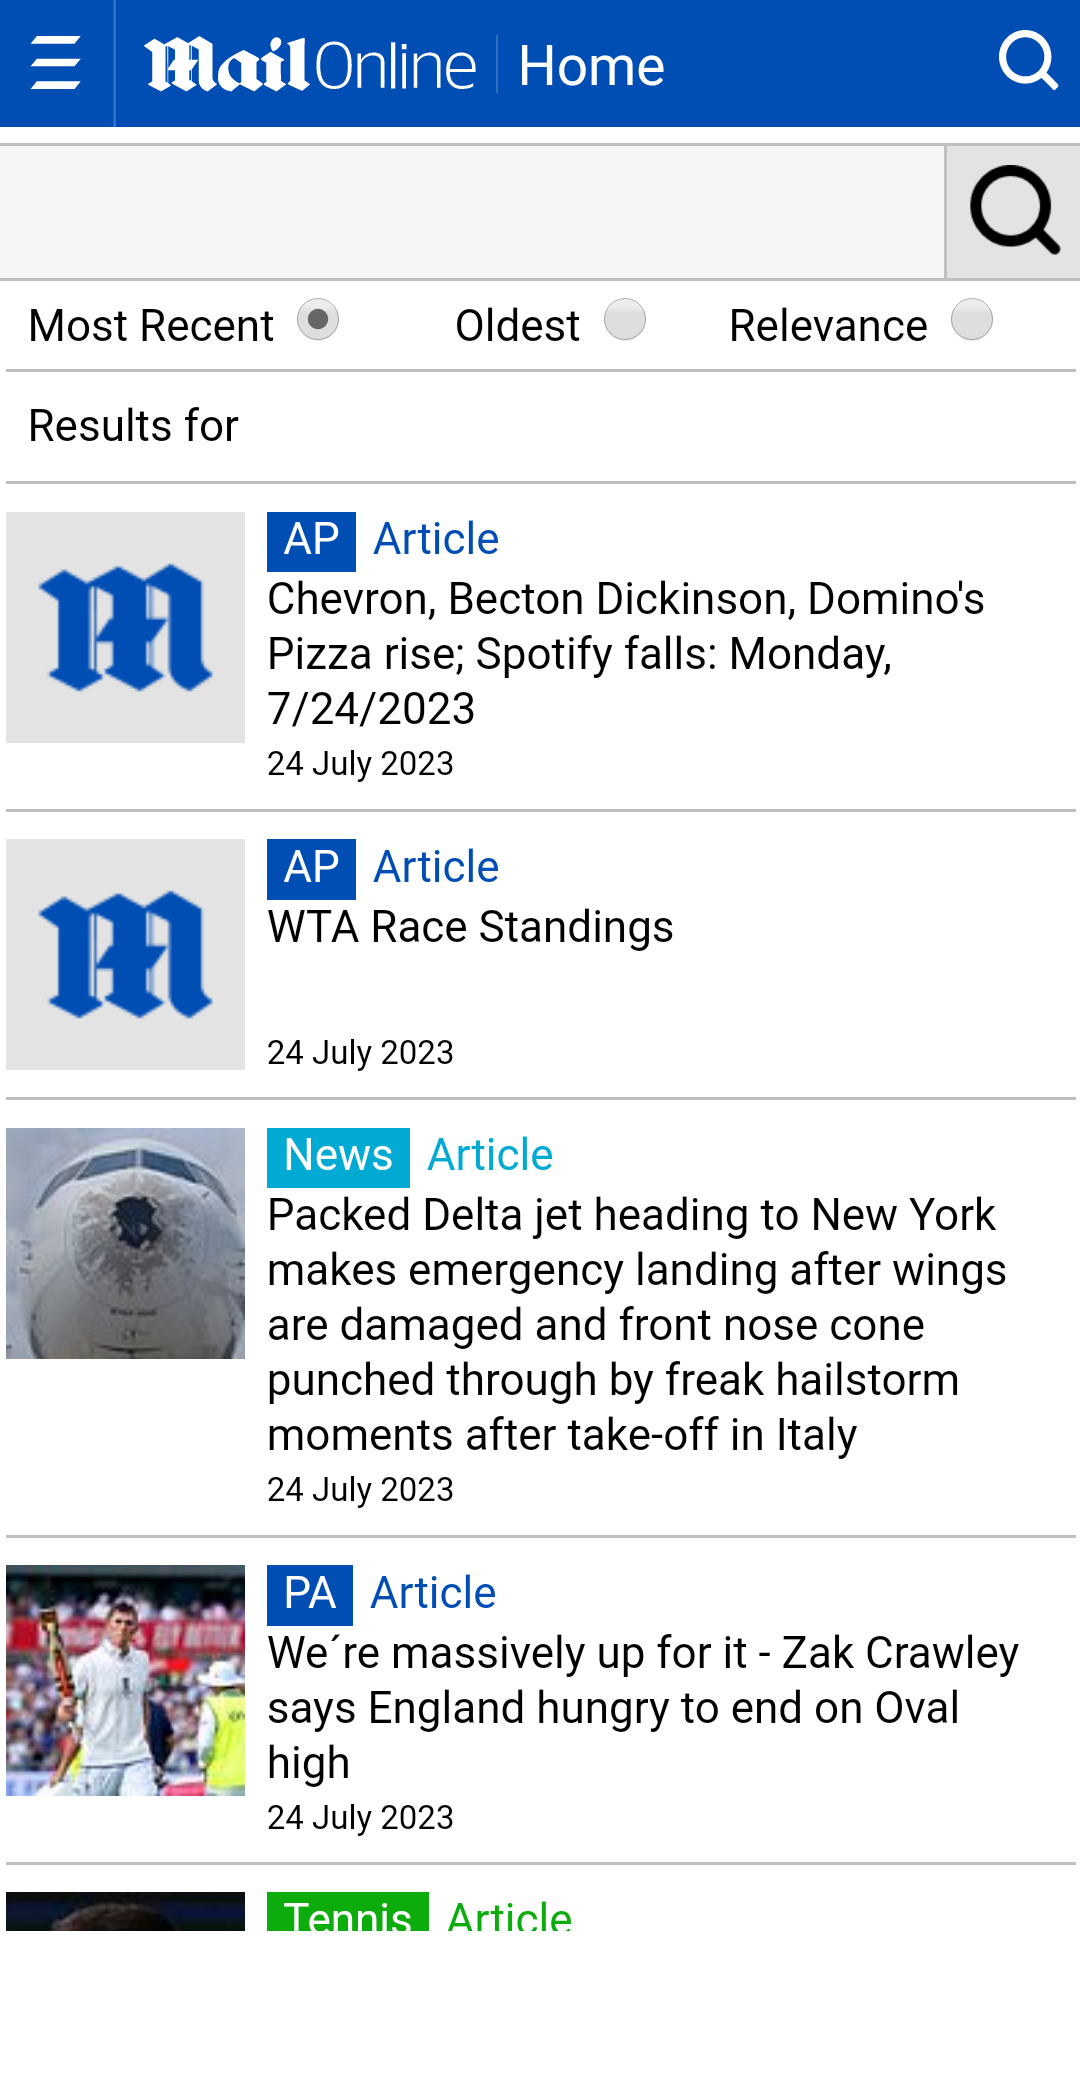 Mail Online Home
Most Recent Oldest Relevance
Results for
AP Article
Chevron, Becton Dickinson, Domino's
Pizza rise; Spotify falls: Monday,
7/24/2023
24 July 2023
AP Article
WTA Race Standings
24 July 2023
News Article
Packed Delta jet heading to New York
makes emergency landing after wings
are damaged and front nose cone
punched through by freak hailstorm
moments after take-off in Italy
24 July 2023
PA Article
We´re massively up for it - Zak Crawley
says England hungry to end on Oval
high
24 July 2023
Tennis Article